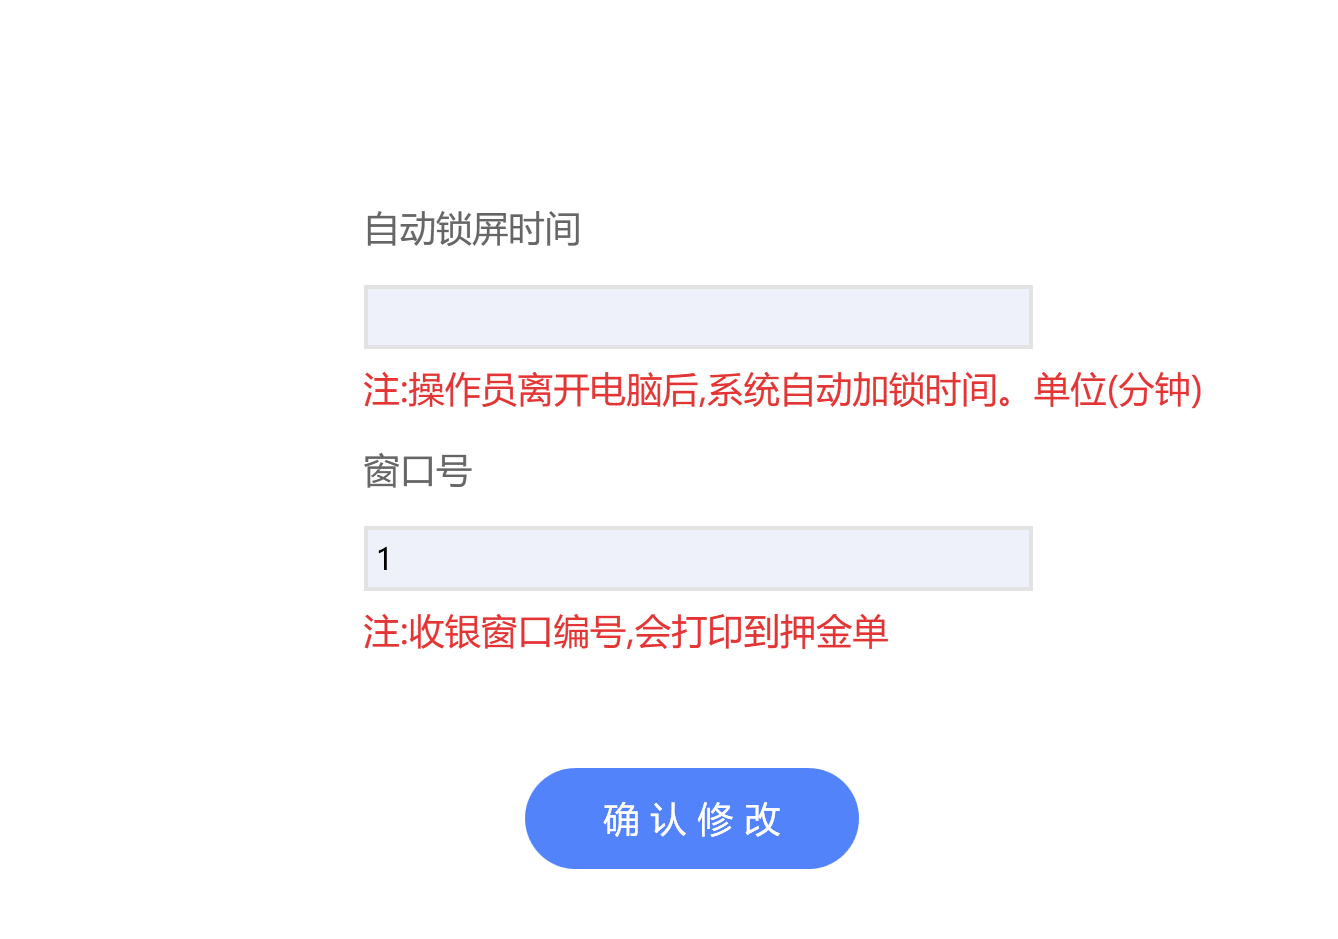 自动锁屏时间
注:操作员离开电脑后,系统自动加锁时间。单位(分钟)
窗口号
1
注:收银窗口编号,会打印到押金单
确认修改